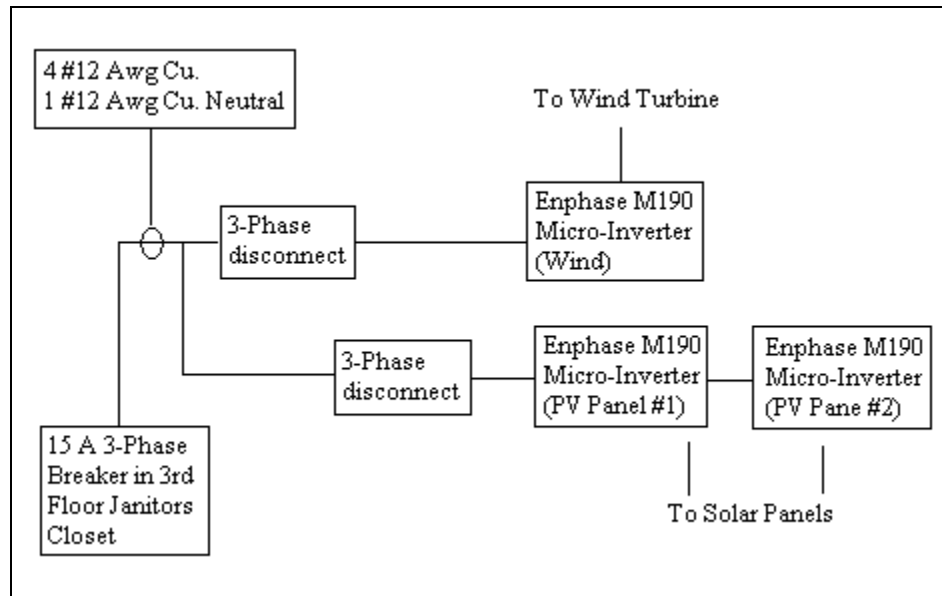 4 #12 Awg Cu.
1 #12 Awg Cu. Neutral
To Wind Turbine
3-Phase
disconnect
Enphase M190
Micro-Inverter
(Wind)
3-Phase
disconnect
Enphase M190
Micro-Inverter
(PV Panel #1)
Enphase M190
Micro-Inverter
(PV Pane #2)
15 A 3-Phase
Breaker in 3rd
Floor Janitors
Closet
To Solar Panels